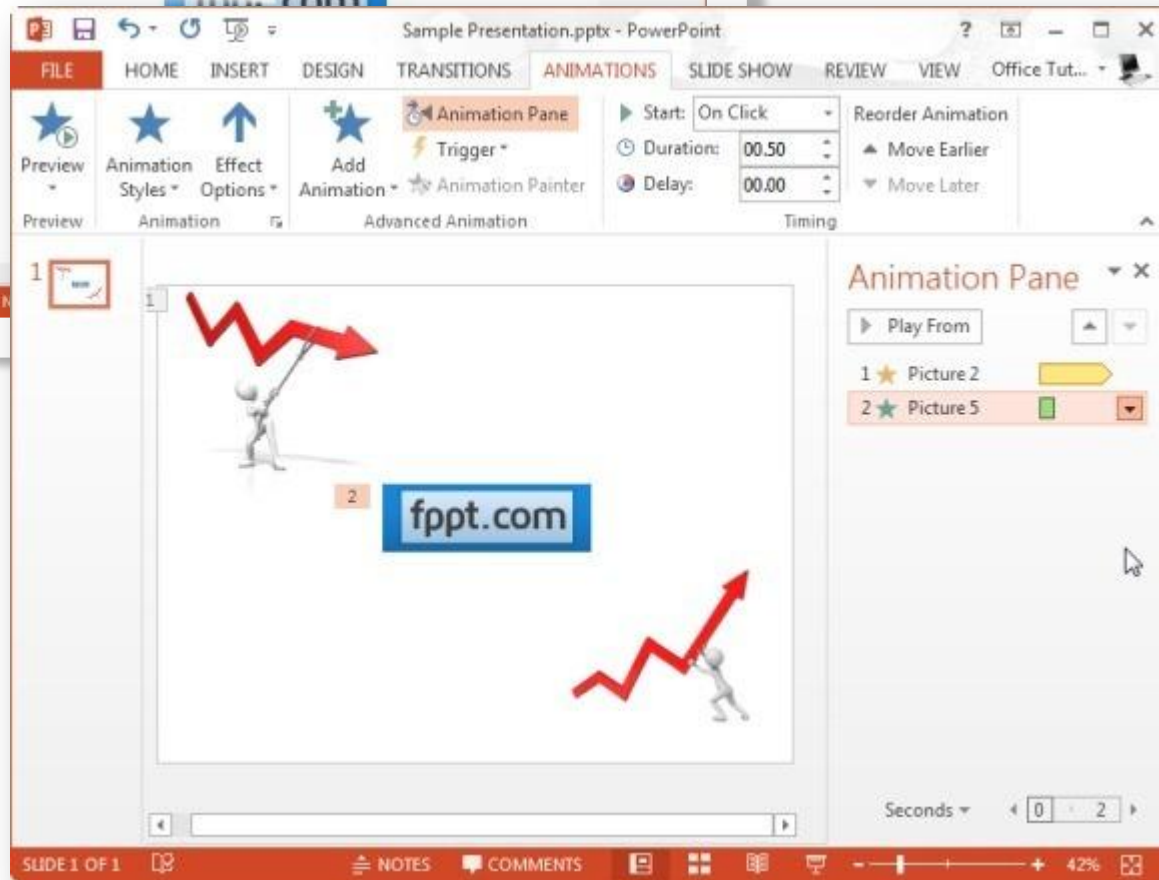 Sample Presentation.pptx - PowerPoint ?
FILE HOME INSERT DESIGN TRANSITIONS ANIMATIONS SLIDE SHOW REVIEW VIEW Office Tut...
Preview
Animation Styles
Effect Options
Add Animation
Animation Pane
Trigger
Animation Painter
Start: On Click
Duration: 00.50
Delay: 00.00
Reorder Animation
Move Earlier
Move Later
Preview Animation Advanced Animation Timing
1
1
2
fppt.com
Animation Pane
Play From
1 Picture 2
2 Picture 5
Seconds 0 2
SLIDE 1 OF 1 NOTES COMMENTS 42%